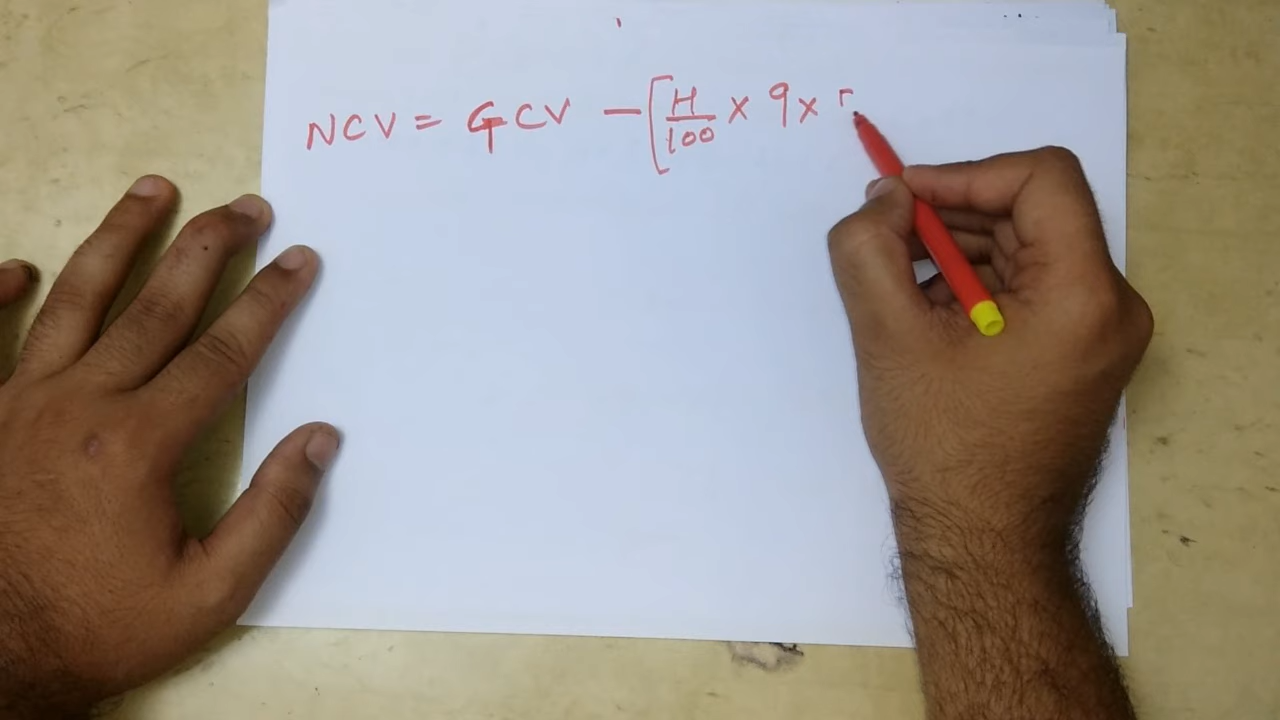 NCV = GCV - [H/100 x 9 x